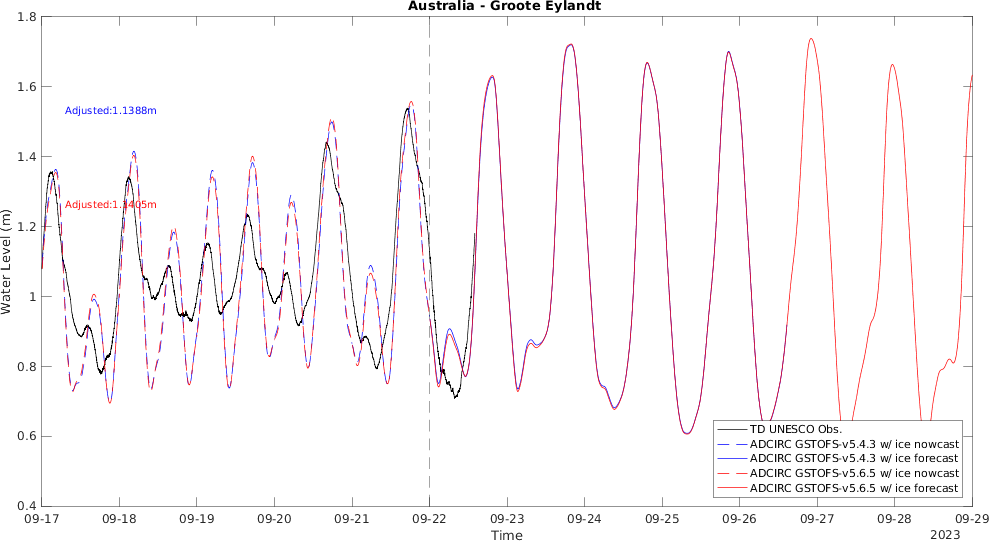 Australia - Groote Eylandt
1.8
1.6
1.4
1.2
1
0.8
0.6
0.4
Water Level (m)
Adjusted:1.1388m
Adjusted:1.1405m
TD UNESCO Obs.
ADCIRC GSTOFS-v5.4.3 w/ ice nowcast
ADCIRC GSTOFS-v5.4.3 w/ ice forecast
ADCIRC GSTOFS-v5.6.5 w/ ice nowcast
ADCIRC GSTOFS-v5.6.5 w/ ice forecast
09-17 09-18 09-19 09-20 09-21 09-22 09-23 09-24 09-25 09-26 09-27 09-28 09-29
Time
2023